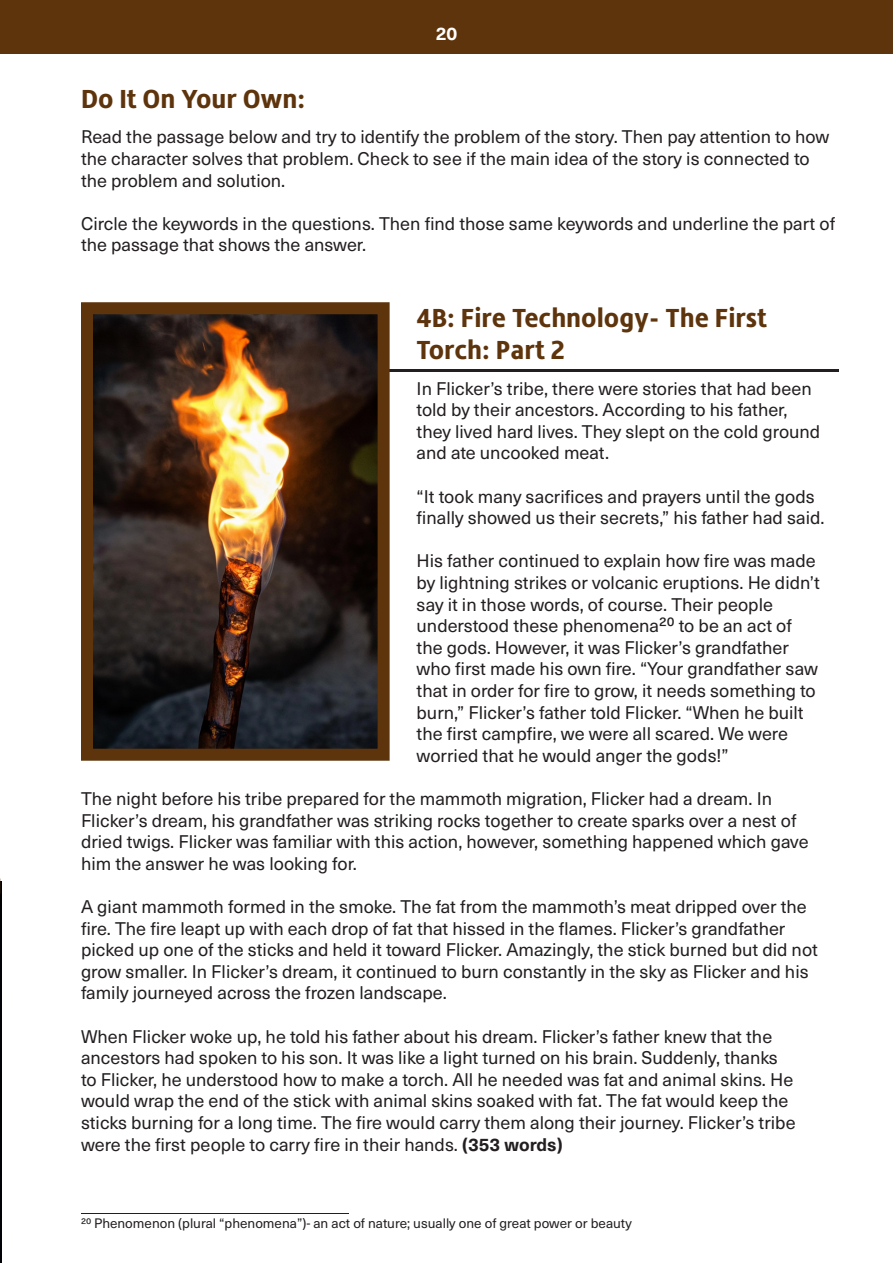 20
Do It On Your Own:
Read the passage below and try to identify the problem of the story. Then pay attention to how
the character solves that problem. Check to see if the main idea of the story is connected to
the problem and solution.
Circle the keywords in the questions. Then find those same keywords and underline the part of
the passage that shows the answer.
4B: Fire Technology- The First
Torch: Part 2
In Flicker’s tribe, there were stories that had been
told by their ancestors. According to his father,
they lived hard lives. They slept on the cold ground
and ate uncooked meat.
“It took many sacrifices and prayers until the gods
finally showed us their secrets,” his father had said.
His father continued to explain how fire was made
by lightning strikes or volcanic eruptions. He didn’t
say it in those words, of course. Their people
understood these phenomena²⁰ to be an act of
the gods. However, it was Flicker’s grandfather
who first made his own fire. “Your grandfather saw
that in order for fire to grow, it needs something to
burn,” Flicker’s father told Flicker. “When he built
the first campfire, we were all scared. We were
worried that he would anger the gods!”
The night before his tribe prepared for the mammoth migration, Flicker had a dream. In
Flicker’s dream, his grandfather was striking rocks together to create sparks over a nest of
dried twigs. Flicker was familiar with this action, however, something happened which gave
him the answer he was looking for.
A giant mammoth formed in the smoke. The fat from the mammoth’s meat dripped over the
fire. The fire leapt up with each drop of fat that hissed in the flames. Flicker’s grandfather
picked up one of the sticks and held it toward Flicker. Amazingly, the stick burned but did not
grow smaller. In Flicker’s dream, it continued to burn constantly in the sky as Flicker and his
family journeyed across the frozen landscape.
When Flicker woke up, he told his father about his dream. Flicker’s father knew that the
ancestors had spoken to his son. It was like a light turned on his brain. Suddenly, thanks
to Flicker, he understood how to make a torch. All he needed was fat and animal skins. He
would wrap the end of the stick with animal skins soaked with fat. The fat would keep the
sticks burning for a long time. The fire would carry them along their journey. Flicker’s tribe
were the first people to carry fire in their hands. (353 words)
²⁰ Phenomenon (plural “phenomena”)- an act of nature; usually one of great power or beauty